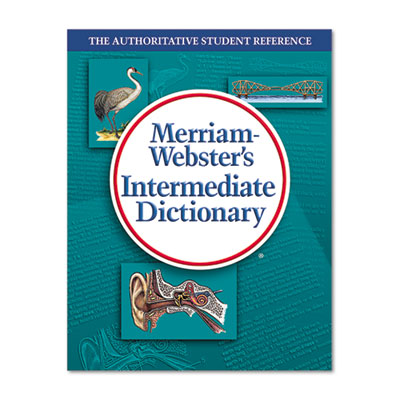 THE AUTHORITATIVE STUDENT REFERENCE
Merriam-
Webster's
Intermediate
Dictionary
®